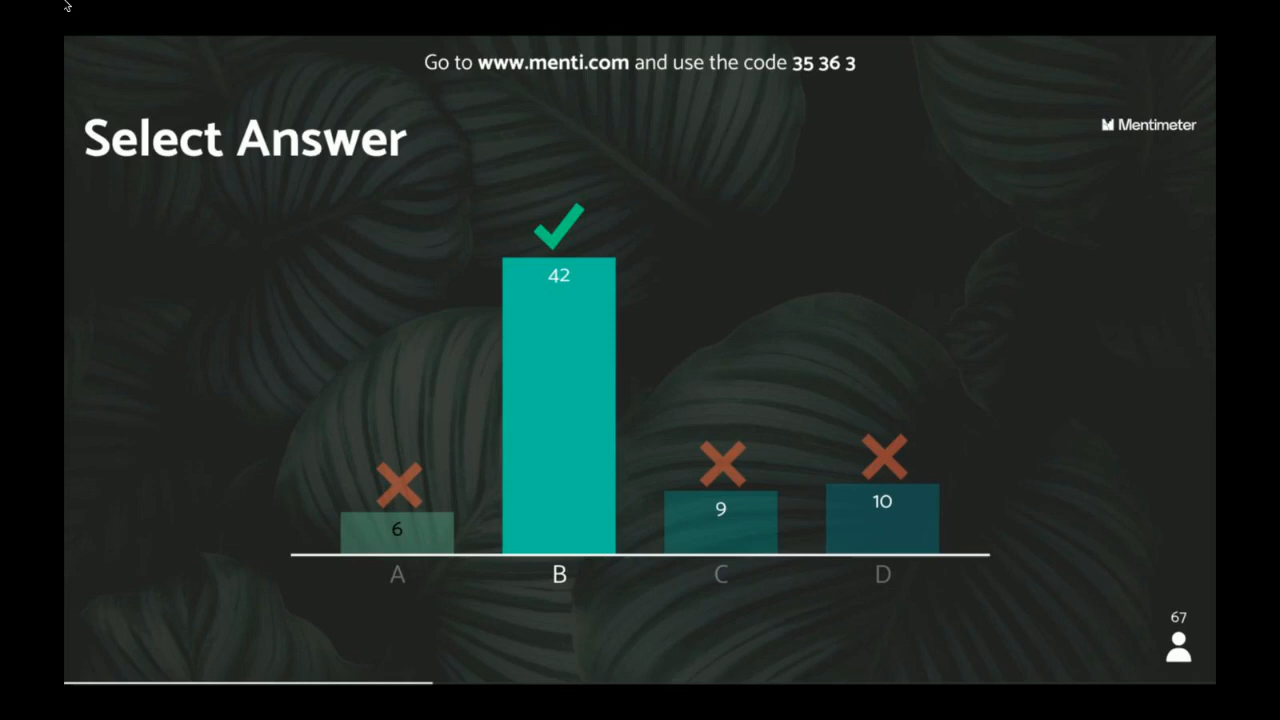 Go to www.menti.com and use the code 35 36 3
Select Answer
Mentimeter
42
6
9
10
A
B
C
D
67